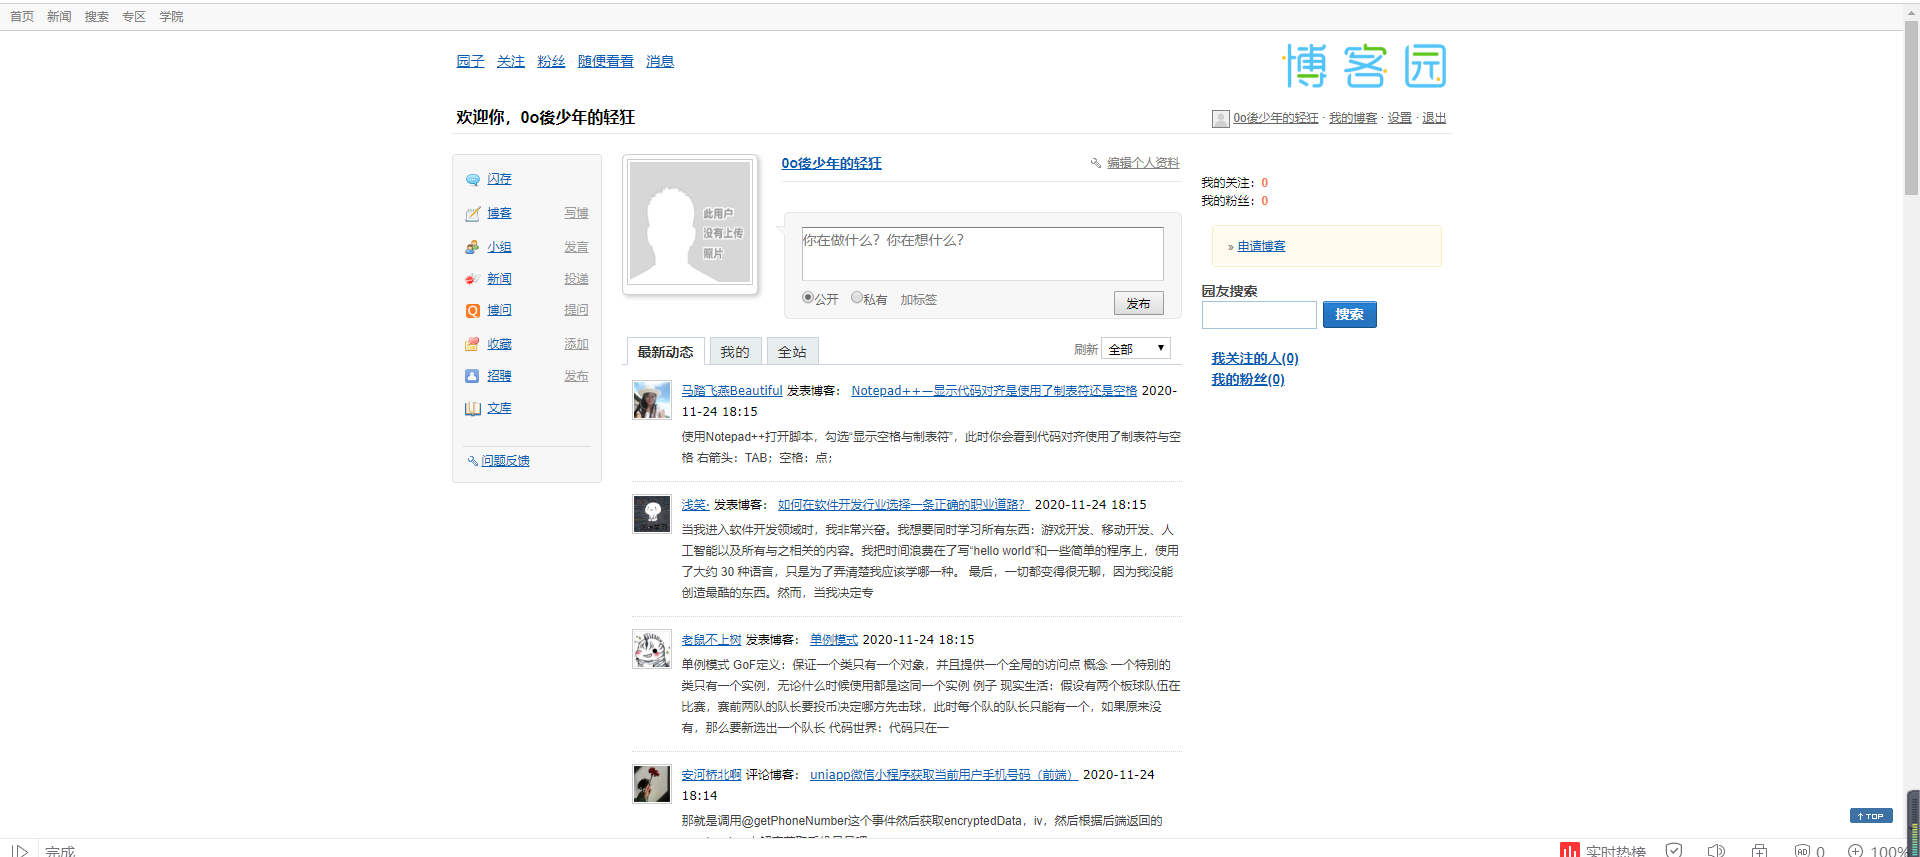 首页 新闻 搜索 专区 学院
园子 关注 粉丝 随便看看 消息
博客园
欢迎你，0o後少年的轻狂
0o後少年的轻狂 · 我的博客 · 设置 · 退出
闪存
博客 写博
小组 发言
新闻 投递
博问 提问
收藏 添加
招聘 发布
文库
问题反馈
此用户
没有上传
照片
0o後少年的轻狂
编辑个人资料
你在做什么？你在想什么？
公开 私有 加标签
发布
最新动态 我的 全站
刷新 全部
马踏飞燕Beautiful 发表博客： Notepad++—显示代码对齐是使用了制表符还是空格 2020-
11-24 18:15
使用Notepad++打开脚本，勾选“显示空格与制表符”，此时你会看到代码对齐使用了制表符与空
格 右箭头：TAB；空格：点；
浅笑· 发表博客： 如何在软件开发行业选择一条正确的职业道路？ 2020-11-24 18:15
当我进入软件开发领域时，我非常兴奋。我想要同时学习所有东西：游戏开发、移动开发、人
工智能以及所有与之相关的内容。我把时间浪费在了写“hello world”和一些简单的程序上，使用
了大约 30 种语言，只是为了弄清楚我应该学哪一种。 最后，一切都变得很无聊，因为我没能
创造最酷的东西。然而，当我决定专
老鼠不上树 发表博客： 单例模式 2020-11-24 18:15
单例模式 GoF定义：保证一个类只有一个对象，并且提供一个全局的访问点 概念 一个特别的
类只有一个实例，无论什么时候使用都是这同一个实例 例子 现实生活：假设有两个板球队伍在
比赛，赛前两队的队长要投币决定哪方先击球，此时每个队的队长只能有一个，如果原来没
有，那么要新选出一个队长 代码世界：代码只在一
安河桥北啊 评论博客： uniapp微信小程序获取当前用户手机号码（前端） 2020-11-24
18:14
那就是调用@getPhoneNumber这个事件然后获取encryptedData，iv，然后根据后端返回的
我的关注：0
我的粉丝：0
» 申请博客
园友搜索
搜索
我关注的人(0)
我的粉丝(0)
TOP
完成
实时热榜
AD 0
100%